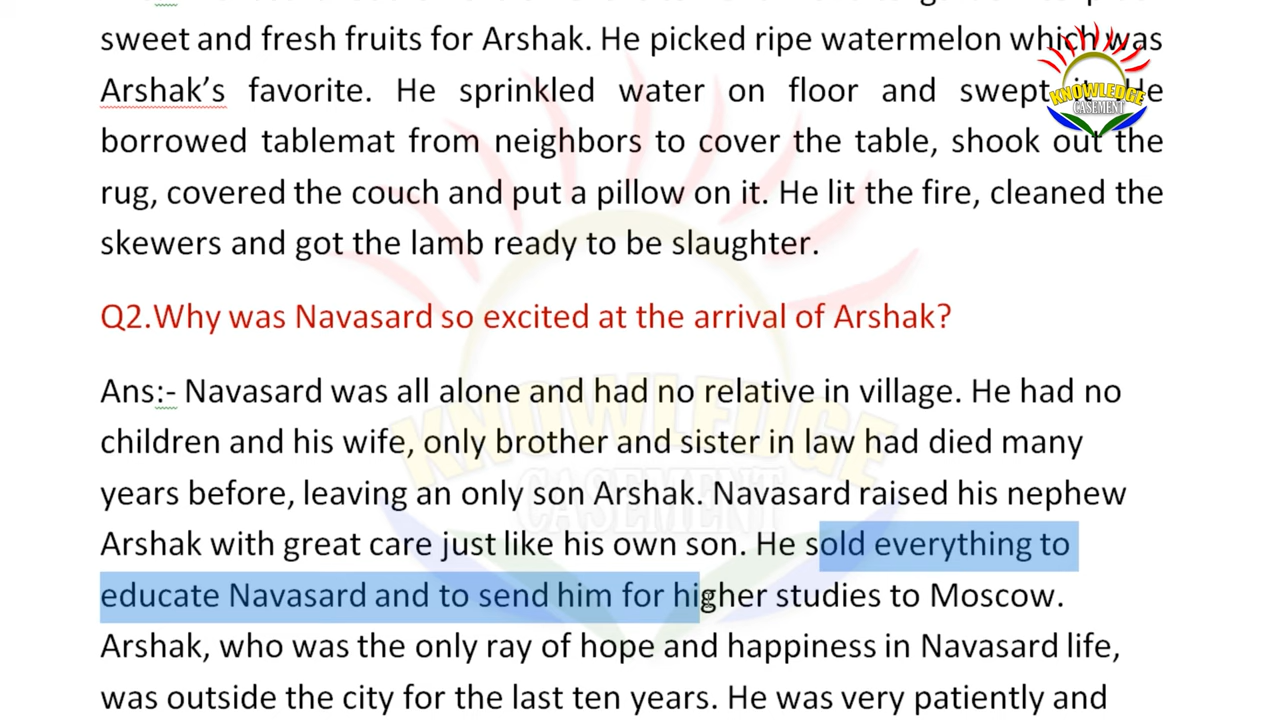 sweet and fresh fruits for Arshak. He picked ripe watermelon which was
Arshak's favorite. He sprinkled water on floor and swept it. He
borrowed tablemat from neighbors to cover the table, shook out the
rug, covered the couch and put a pillow on it. He lit the fire, cleaned the
skewers and got the lamb ready to be slaughter.
Q2.Why was Navasard so excited at the arrival of Arshak?
Ans:- Navasard was all alone and had no relative in village. He had no
children and his wife, only brother and sister in law had died many
years before, leaving an only son Arshak. Navasard raised his nephew
Arshak with great care just like his own son. He sold everything to
educate Navasard and to send him for higher studies to Moscow.
Arshak, who was the only ray of hope and happiness in Navasard life,
was outside the city for the last ten years. He was very patiently and
KNOWLEDGE
CASEMENT
KNOWLEDGE
CASEMENT